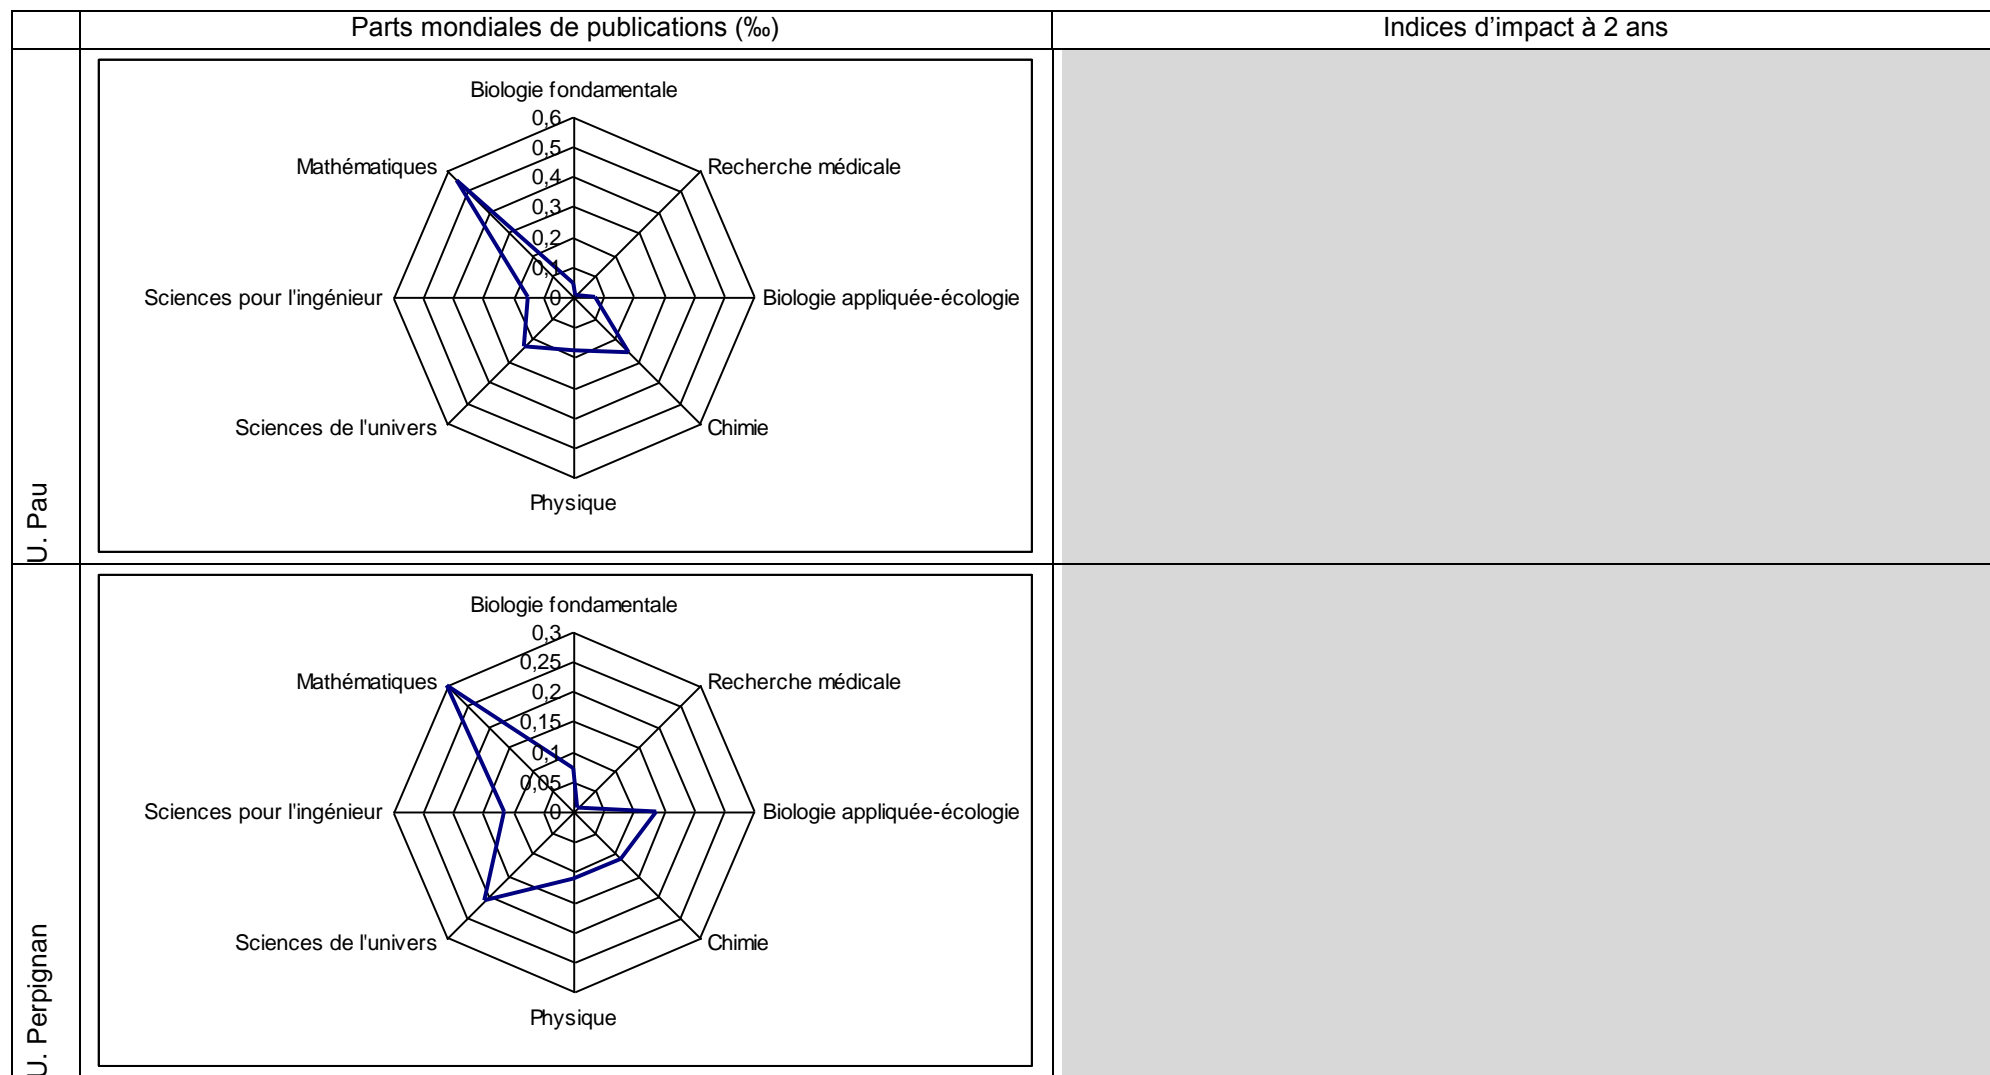 Parts mondiales de publications (‰)
Indices d'impact à 2 ans
U. Pau
Biologie fondamentale
Recherche médicale
Biologie appliquée-écologie
Chimie
Physique
Sciences de l'univers
Sciences pour l'ingénieur
Mathématiques
0,6
0,5
0,4
0,3
0,2
0,1
0
U. Perpignan
Biologie fondamentale
Recherche médicale
Biologie appliquée-écologie
Chimie
Physique
Sciences de l'univers
Sciences pour l'ingénieur
Mathématiques
0,3
0,25
0,2
0,15
0,1
0,05
0